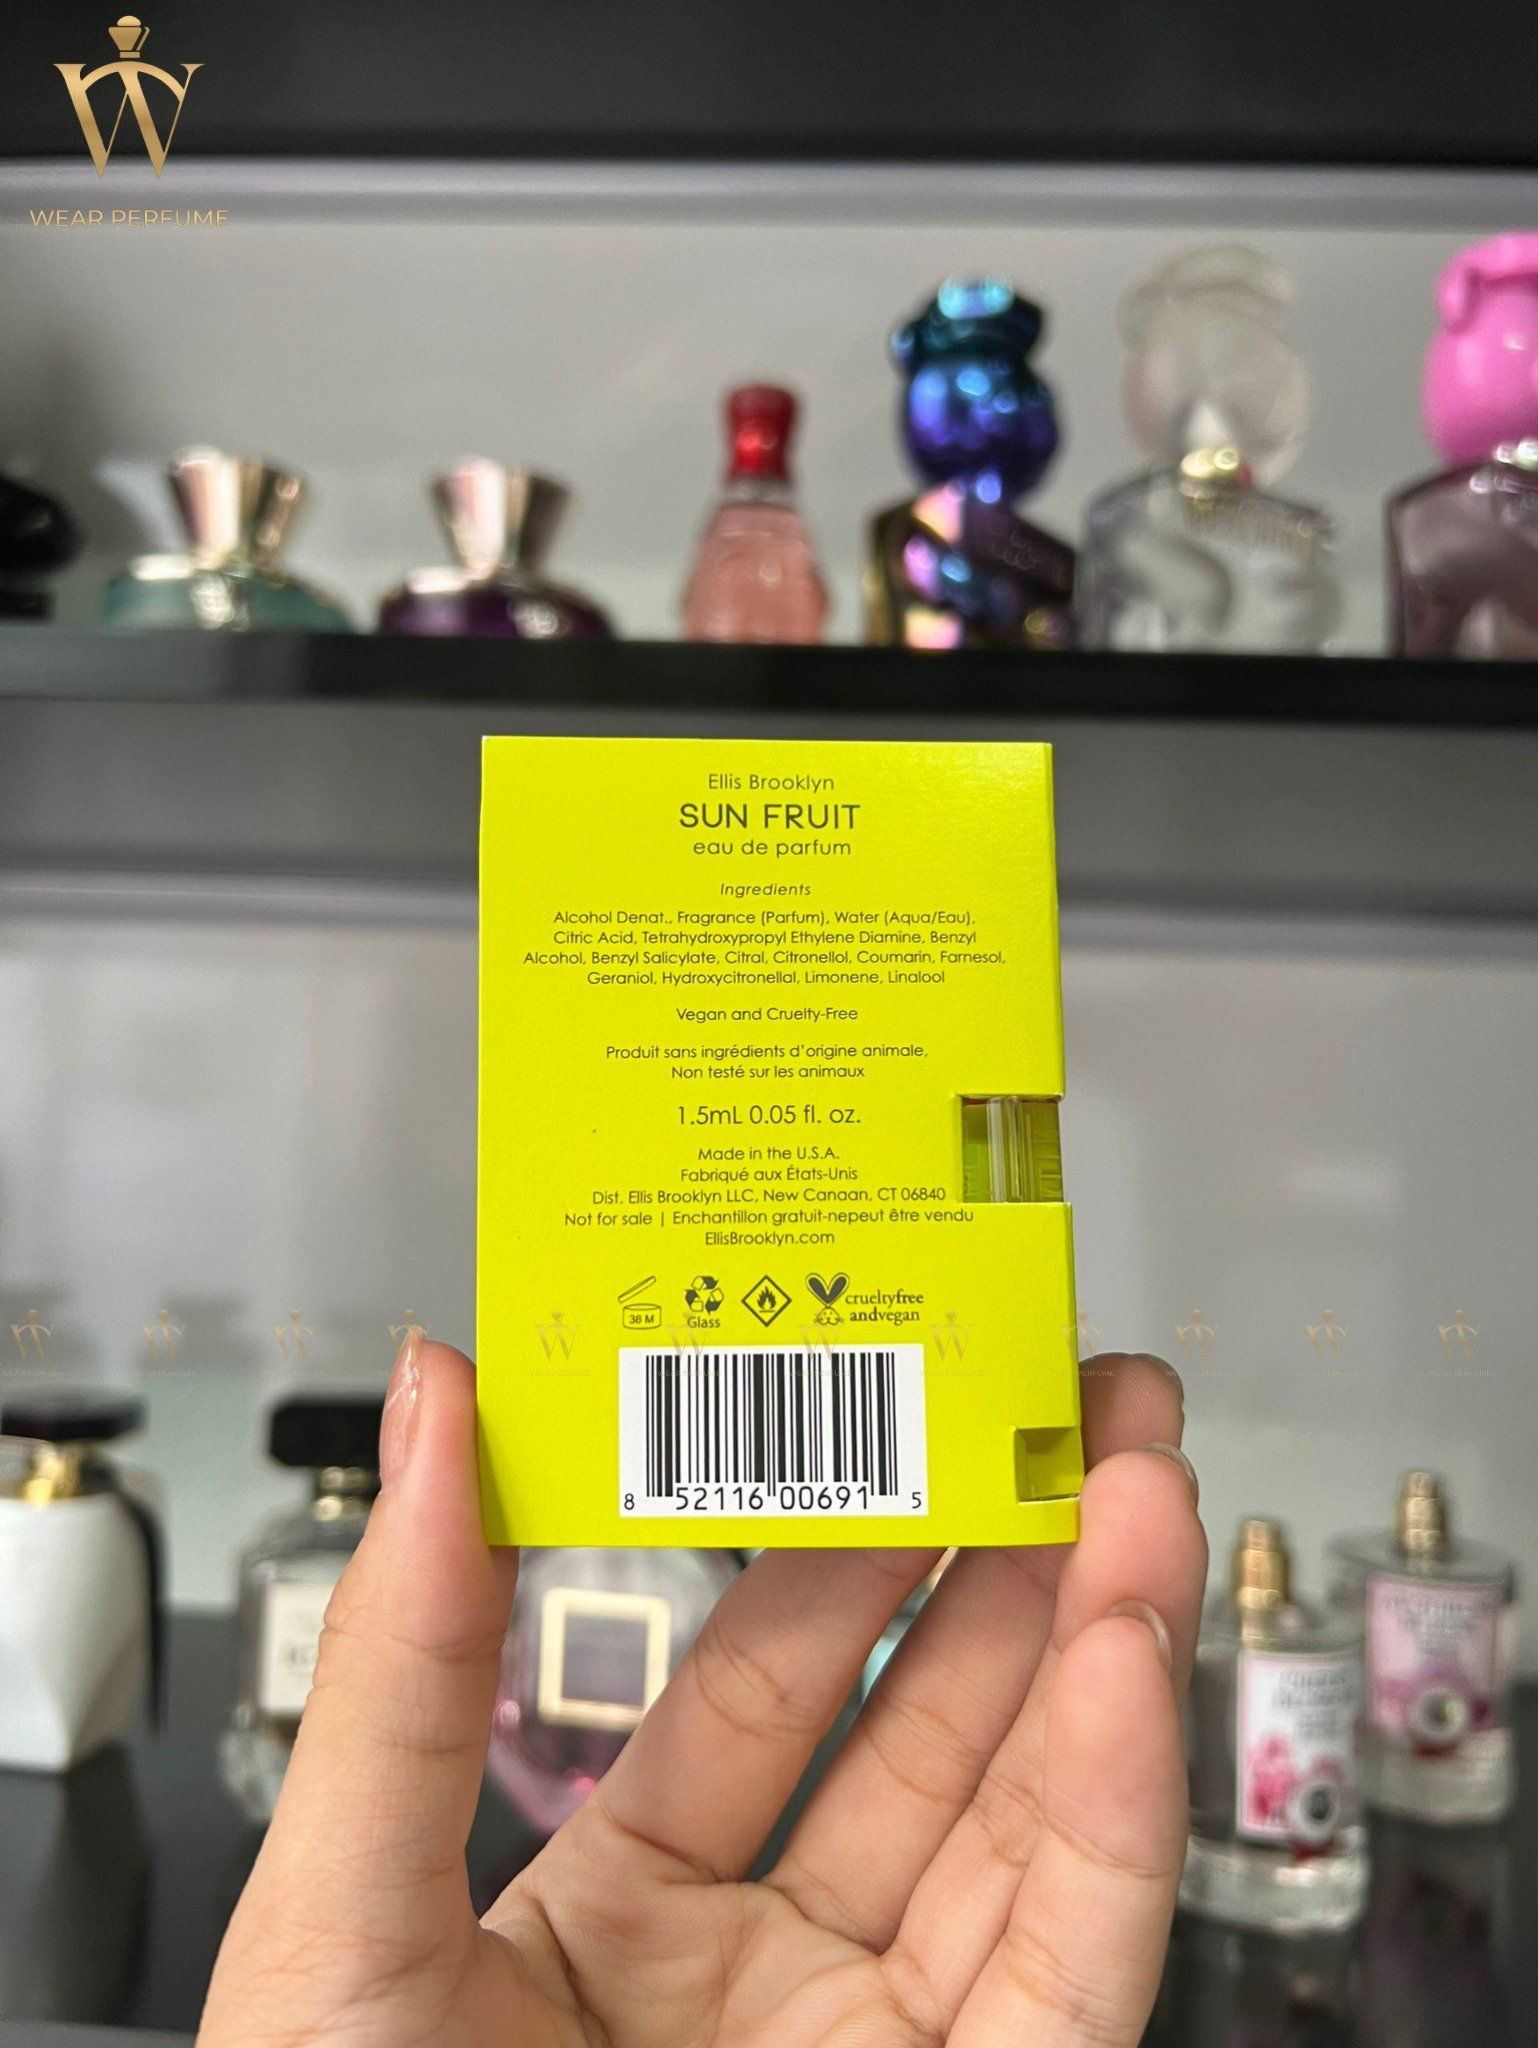 WEAR PERFUME
Ellis Brooklyn
SUN FRUIT
eau de parfum
Ingredients
Alcohol Denat., Fragrance (Parfum), Water (Aqua/Eau),
Citric Acid, Tetrahydroxypropyl Ethylene Diamine, Benzyl
Alcohol, Benzyl Salicylate, Citral, Citronellol, Coumarin, Farnesol,
Geraniol, Hydroxycitronellal, Limonene, Linalool
Vegan and Cruelty-Free
Produit sans ingrédients d'origine animale,
Non testé sur les animaux
1.5mL 0.05 fl. oz.
Made in the U.S.A.
Fabriqué aux États-Unis
Dist. Ellis Brooklyn LLC, New Canaan, CT 06840
Not for sale | Enchantillon gratuit-nepeut être vendu
EllisBrooklyn.com
36 M
Glass
crueltyfree
andvegan
8 52116 00691 5